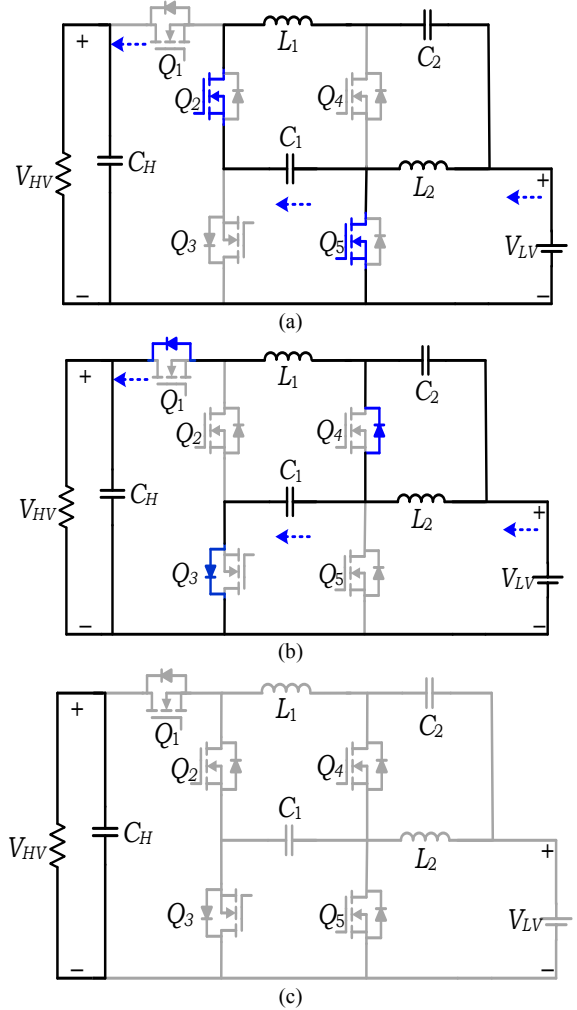 +
Q1
L1
C2
Q2
Q4
VHV
CH
C1
L2
+
Q3
Q5
VLV
−
−
(a)
+
Q1
L1
C2
Q2
Q4
VHV
CH
C1
L2
+
Q3
Q5
VLV
−
−
(b)
+
Q1
L1
C2
Q2
Q4
VHV
CH
C1
L2
+
Q3
Q5
VLV
−
−
(c)